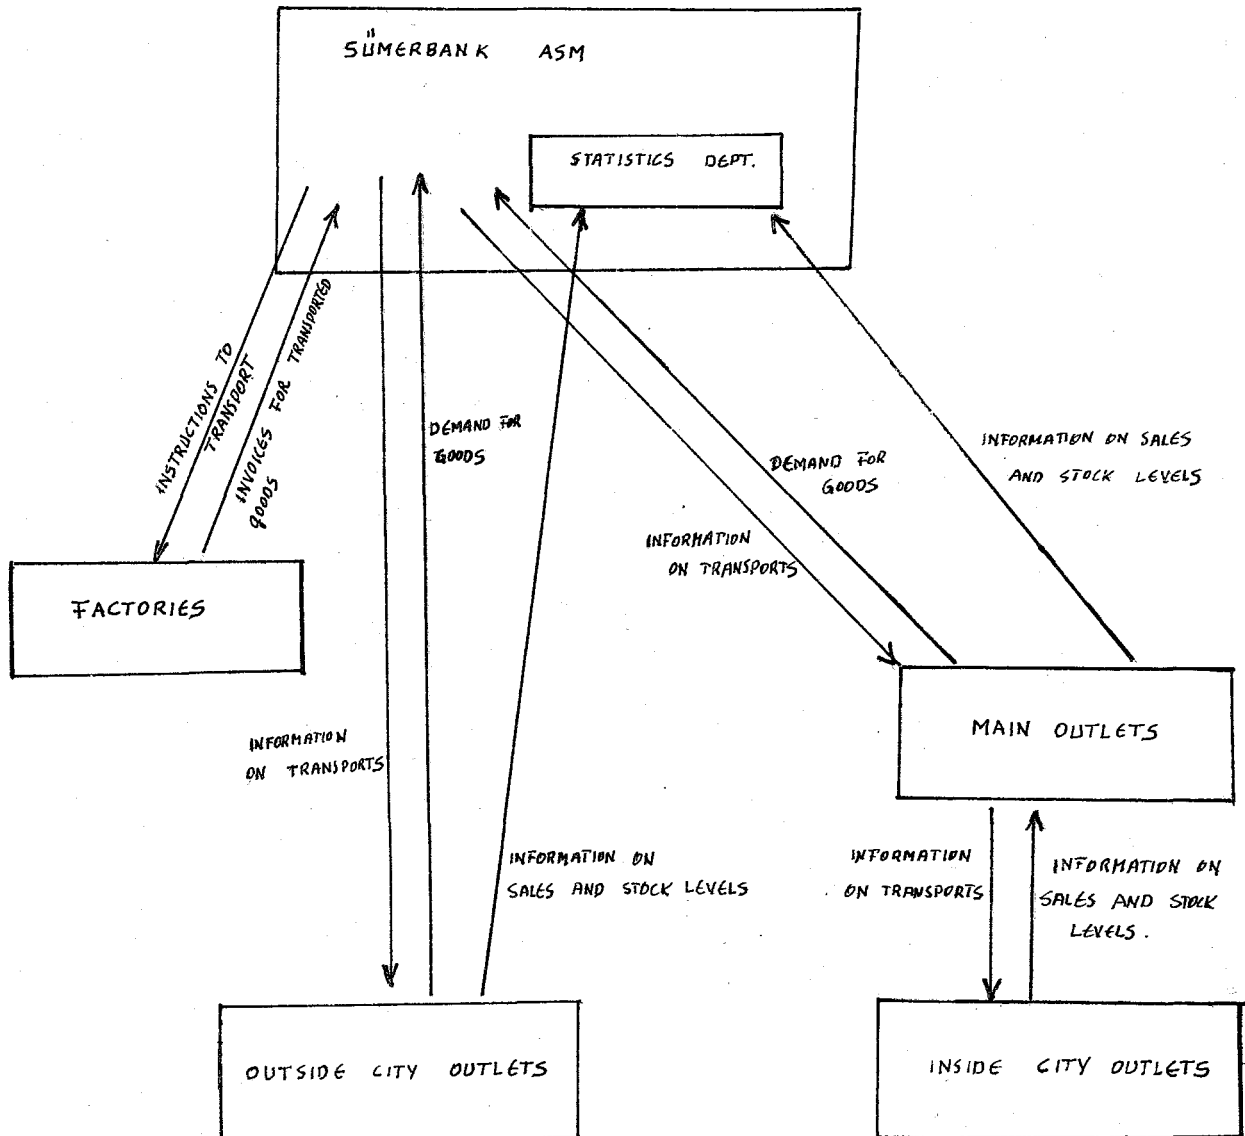 SÜMERBANK ASM
STATISTICS DEPT.
INSTRUCTIONS TO
TRANSPORT
INVOICES FOR TRANSPORTED
GOODS
DEMAND FOR
GOODS
DEMAND FOR
GOODS
INFORMATION ON SALES
AND STOCK LEVELS
INFORMATION
ON TRANSPORTS
FACTORIES
MAIN OUTLETS
INFORMATION
ON TRANSPORTS
INFORMATION ON
SALES AND STOCK LEVELS
INFORMATION
ON TRANSPORTS
INFORMATION ON
SALES AND STOCK
LEVELS.
OUTSIDE CITY OUTLETS
INSIDE CITY OUTLETS